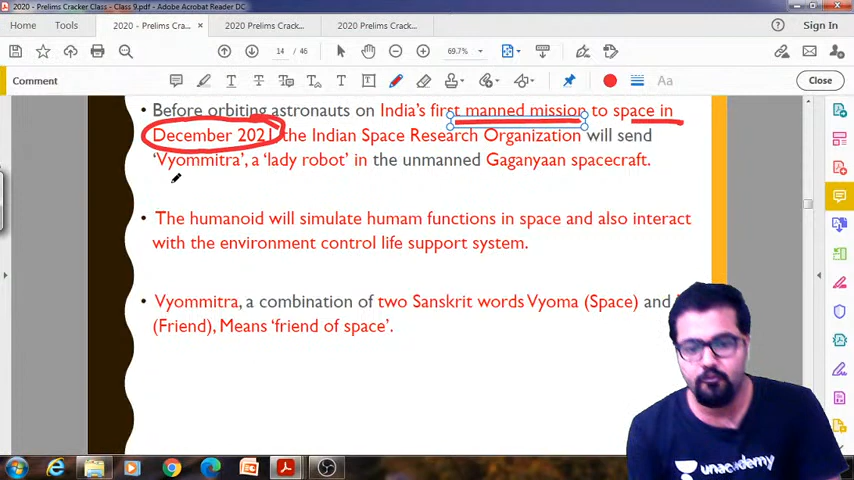 2020 - Prelims Cracker Class - Class 9.pdf - Adobe Acrobat Reader DC
Home Tools 2020 - Prelims Cra... × 2020 - Prelims Crack... 2020 - Prelims Crack... Sign In
14 / 46 69.7%
Comment T T T T Aa Close
• Before orbiting astronauts on India's first manned mission to space in
December 2021, the Indian Space Research Organization will send
'Vyommitra', a 'lady robot' in the unmanned Gaganyaan spacecraft.
• The humanoid will simulate humam functions in space and also interact
with the environment control life support system.
• Vyommitra, a combination of two Sanskrit words Vyoma (Space) and
(Friend), Means 'friend of space'.
unacademy